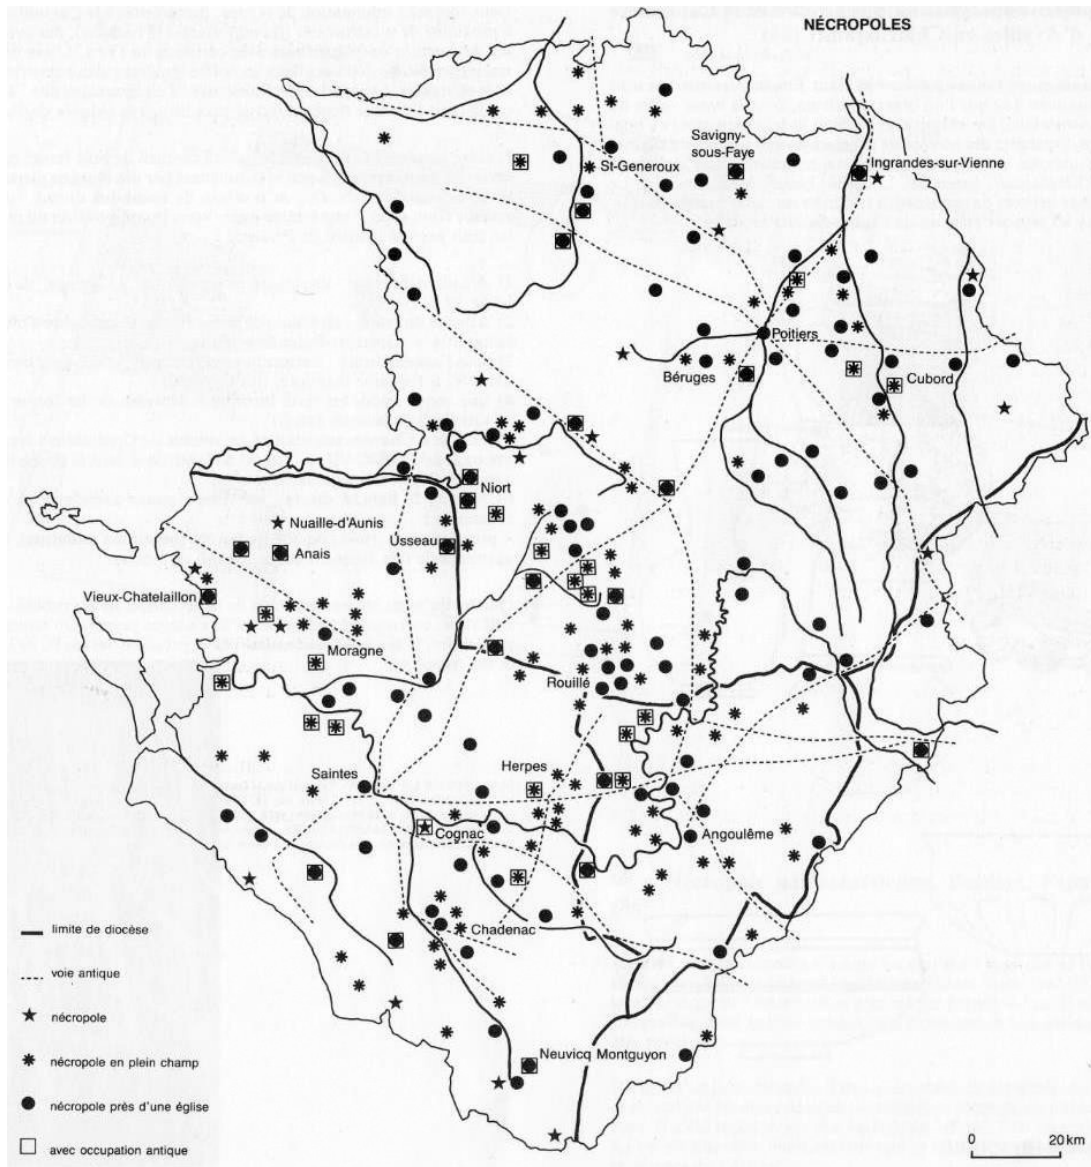 NÉCROPOLES
Savigny-
sous-Faye
St-Generoux
Ingrandes-sur-Vienne
Poitiers
Béruges
Cubord
Niort
Nuaille-d'Aunis
Usseau
Anais
Vieux-Chatelaillon
Moragne
Rouillé
Saintes
Herpes
Cognac
Angoulême
Chadenac
Neuvicq Montguyon
limite de diocèse
voie antique
nécropole
nécropole en plein champ
nécropole près d'une église
avec occupation antique
0 20 km